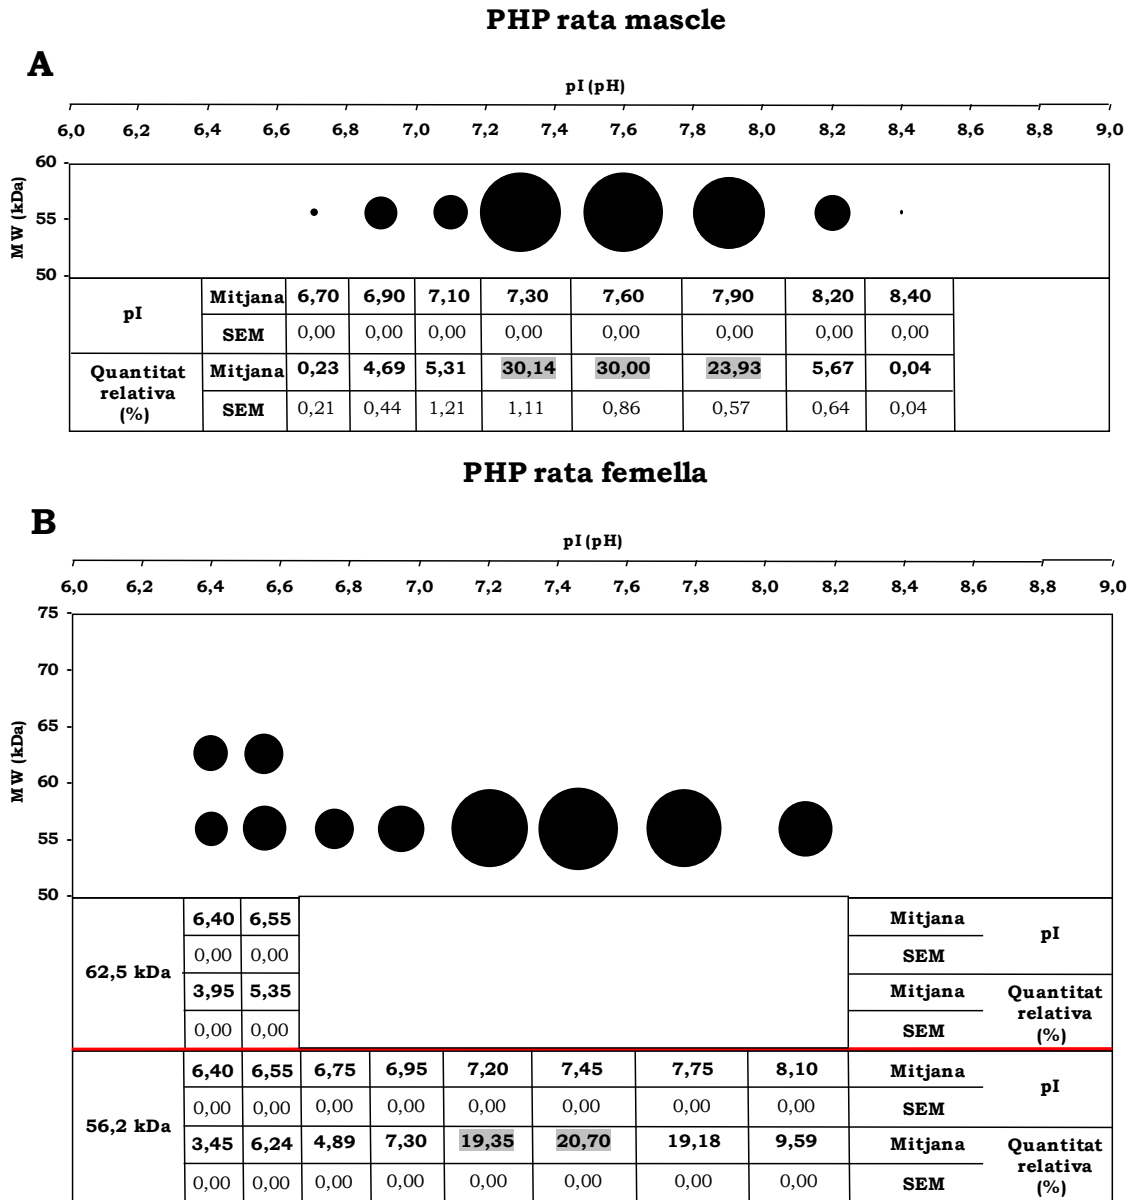 PHP rata mascle
A
pI (pH)
6,0 6,2 6,4 6,6 6,8 7,0 7,2 7,4 7,6 7,8 8,0 8,2 8,4 8,6 8,8 9,0
60
55
50
MW (kDa)
pI
Mitjana 6,70 6,90 7,10 7,30 7,60 7,90 8,20 8,40
SEM 0,00 0,00 0,00 0,00 0,00 0,00 0,00 0,00
Quantitat
relativa
(%)
Mitjana 0,23 4,69 5,31 30,14 30,00 23,93 5,67 0,04
SEM 0,21 0,44 1,21 1,11 0,86 0,57 0,64 0,04
PHP rata femella
B
pI (pH)
6,0 6,2 6,4 6,6 6,8 7,0 7,2 7,4 7,6 7,8 8,0 8,2 8,4 8,6 8,8 9,0
75
70
65
60
55
50
MW (kDa)
62,5 kDa
6,40 6,55 Mitjana
0,00 0,00 SEM
pI
3,95 5,35 Mitjana
0,00 0,00 SEM
Quantitat
relativa
(%)
56,2 kDa
6,40 6,55 6,75 6,95 7,20 7,45 7,75 8,10 Mitjana
0,00 0,00 0,00 0,00 0,00 0,00 0,00 0,00 SEM
pI
3,45 6,24 4,89 7,30 19,35 20,70 19,18 9,59 Mitjana
0,00 0,00 0,00 0,00 0,00 0,00 0,00 0,00 SEM
Quantitat
relativa
(%)